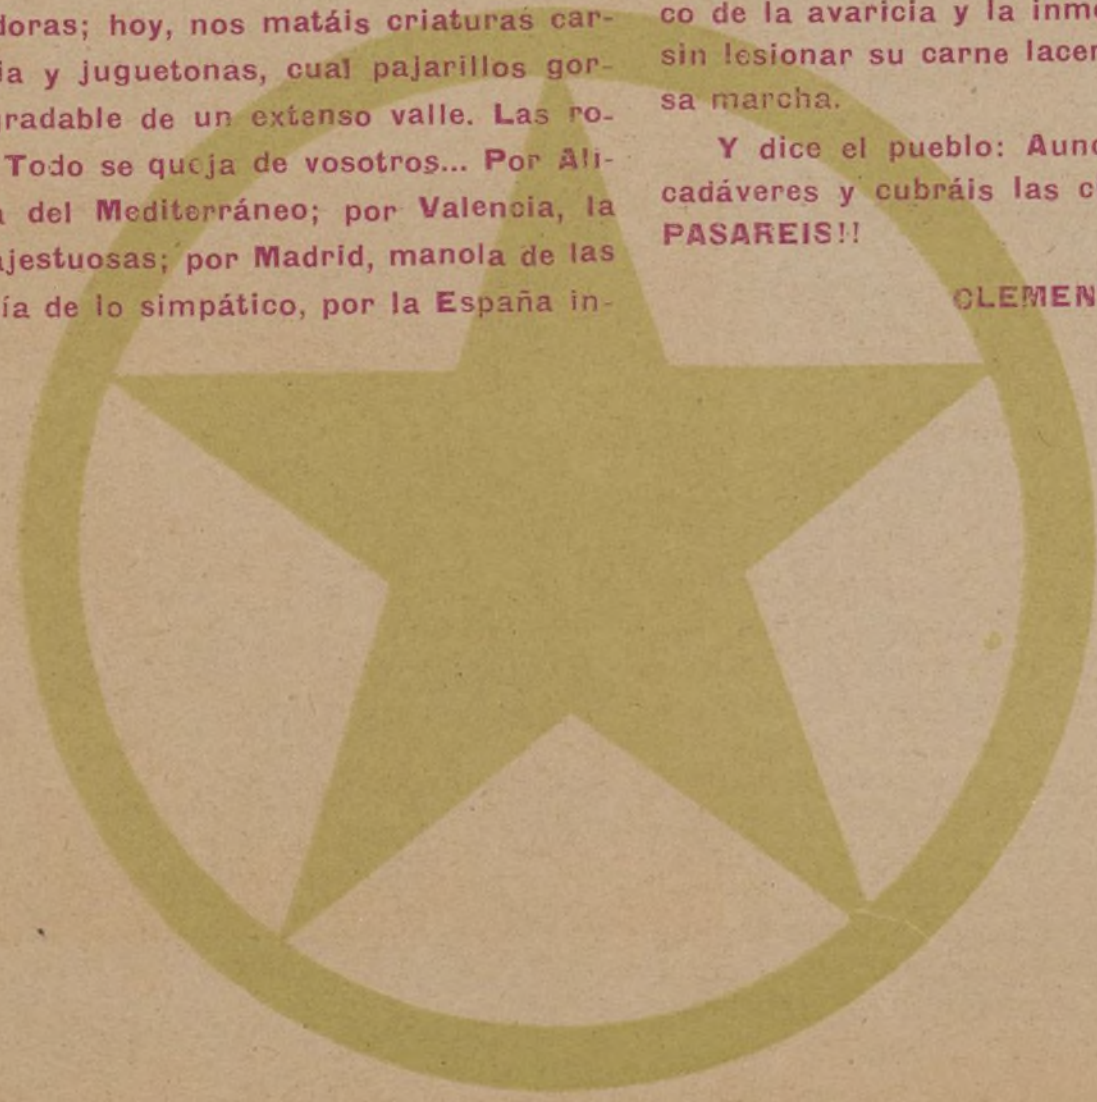 doras; hoy, nos matáis criaturas car-
ia y juguetonas, cual pajarillos gor-
gradable de un extenso valle. Las ro-
Todo se queja de vosotros... Por Ali-
del Mediterráneo; por Valencia, la
ajestuosas; por Madrid, manola de las
ía de lo simpático, por la España in-
co de la avaricia y la inm
sin lesionar su carne lacer
sa marcha.
Y dice el pueblo: Aun
cadáveres y cubráis las c
PASAREIS!!
CLEMEN